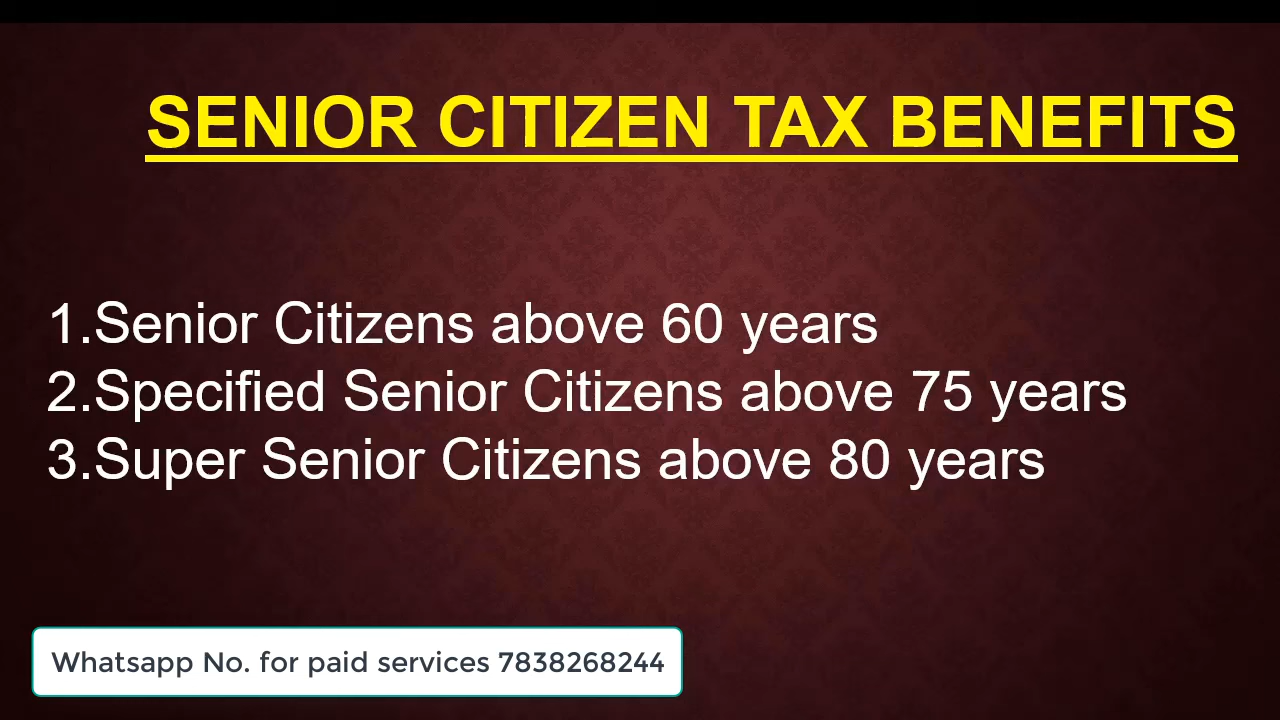 SENIOR CITIZEN TAX BENEFITS
1.Senior Citizens above 60 years
2.Specified Senior Citizens above 75 years
3.Super Senior Citizens above 80 years
Whatsapp No. for paid services 7838268244